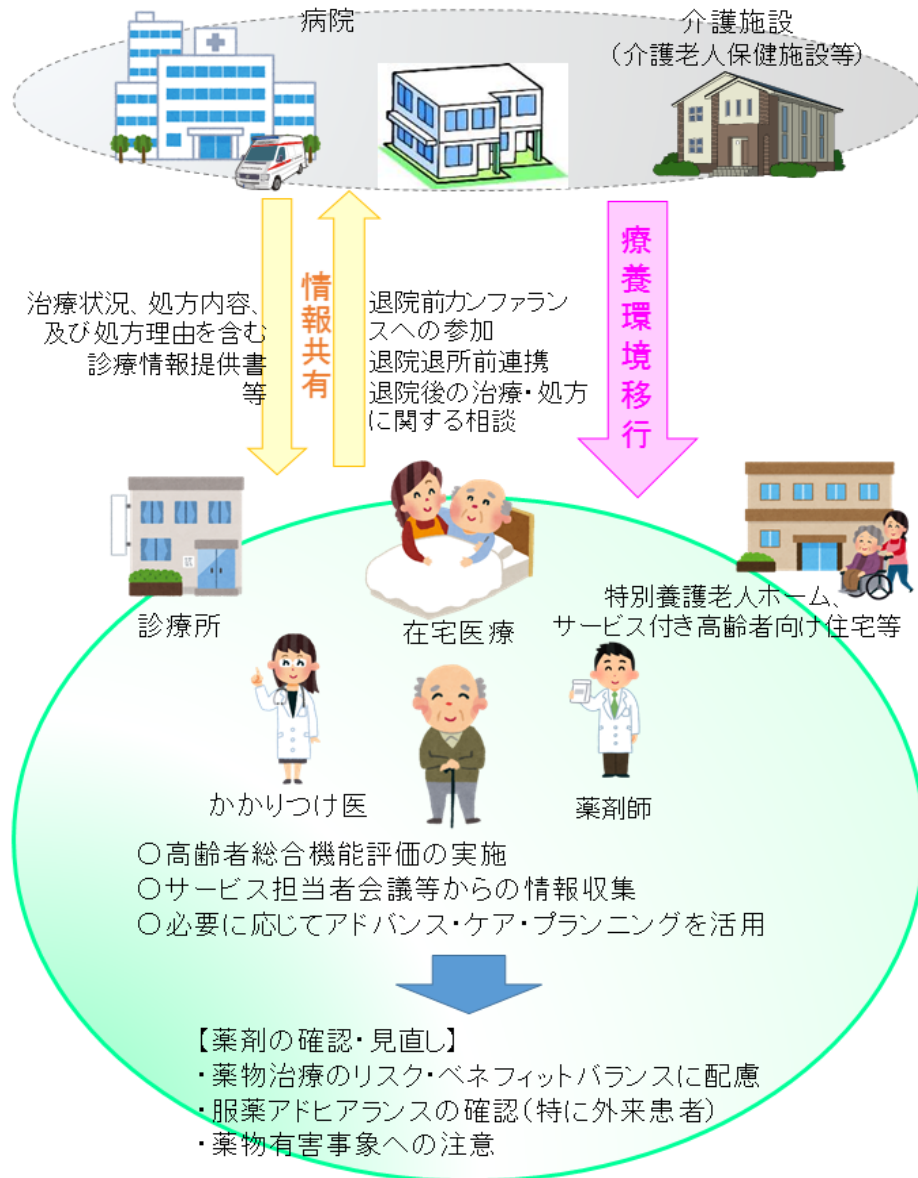 病院
介護施設
（介護老人保健施設等）
治療状況、処方内容、
及び処方理由を含む
診療情報提供書
等
情報共有
退院前カンファラン
スへの参加
退院退所前連携
退院後の治療・処方
に関する相談
療養環境移行
診療所
在宅医療
特別養護老人ホーム、
サービス付き高齢者向け住宅等
かかりつけ医
薬剤師
○高齢者総合機能評価の実施
○サービス担当者会議等からの情報収集
○必要に応じてアドバンス・ケア・プランニングを活用
【薬剤の確認・見直し】
・薬物治療のリスク・ベネフィットバランスに配慮
・服薬アドヒアランスの確認（特に外来患者）
・薬物有害事象への注意